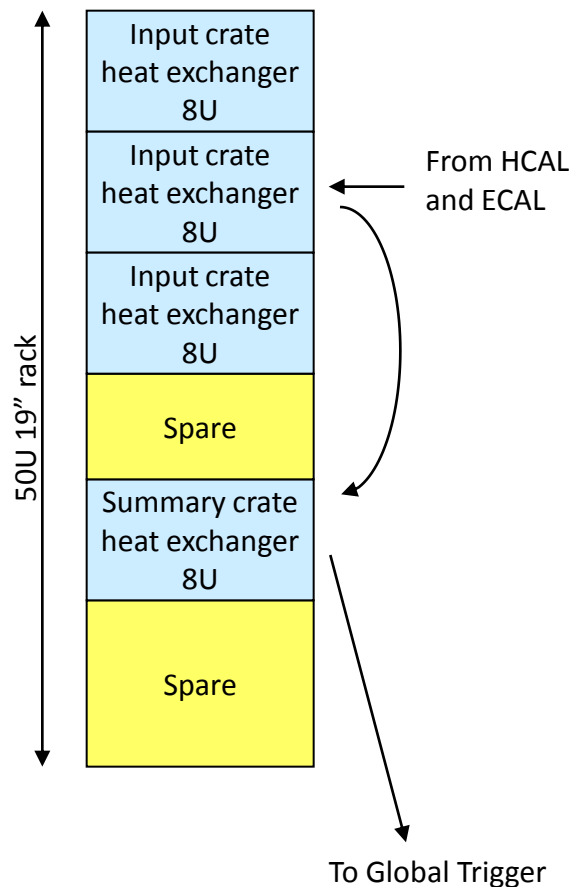 Input crate
heat exchanger
8U
Input crate
heat exchanger
8U
From HCAL
and ECAL
Input crate
heat exchanger
8U
50U 19” rack
Spare
Summary crate
heat exchanger
8U
Spare
To Global Trigger